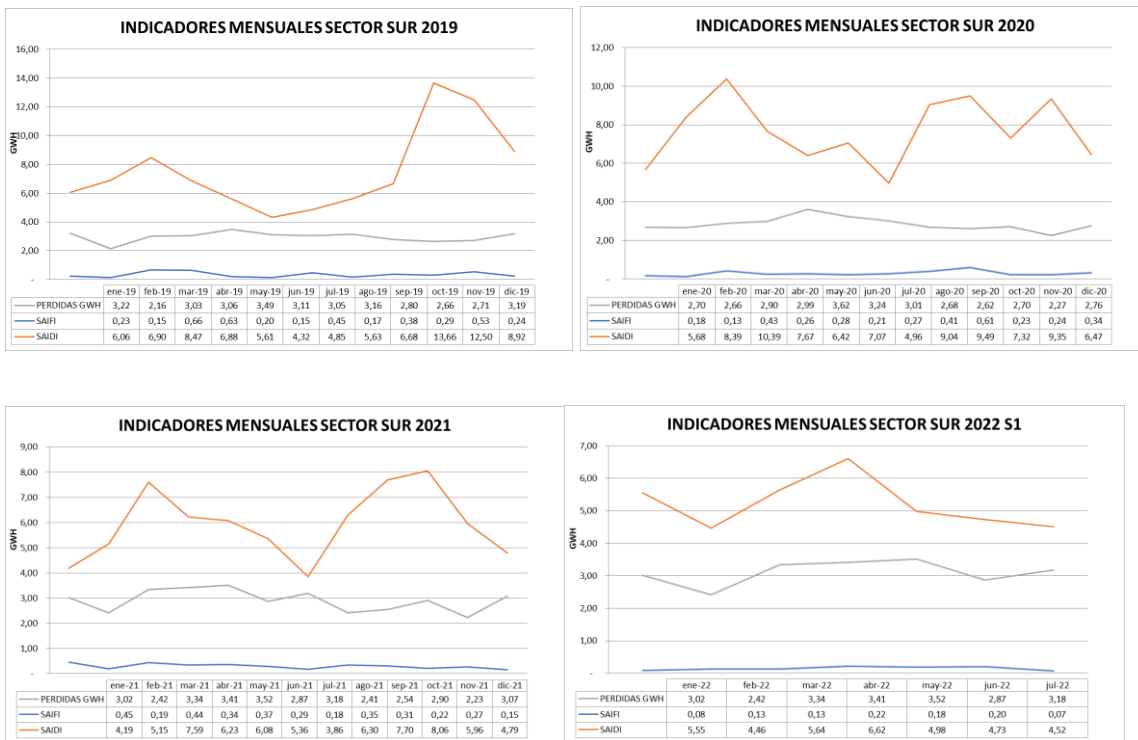 INDICADORES MENSUALES SECTOR SUR 2019
16,00
14,00
12,00
10,00
8,00
6,00
4,00
2,00
-
GWH
ene-19 feb-19 mar-19 abr-19 may-19 jun-19 jul-19 ago-19 sep-19 oct-19 nov-19 dic-19
PERDIDAS GWH 3,22 2,16 3,03 3,06 3,49 3,11 3,05 3,16 2,80 2,66 2,71 3,19
SAIFI 0,23 0,15 0,66 0,63 0,20 0,15 0,45 0,17 0,38 0,29 0,53 0,24
SAIDI 6,06 6,90 8,47 6,88 5,61 4,32 4,85 5,63 6,68 13,66 12,50 8,92
INDICADORES MENSUALES SECTOR SUR 2020
12,00
10,00
8,00
6,00
4,00
2,00
-
GWH
ene-20 feb-20 mar-20 abr-20 may-20 jun-20 jul-20 ago-20 sep-20 oct-20 nov-20 dic-20
PERDIDAS GWH 2,70 2,66 2,90 2,99 3,62 3,24 3,01 2,68 2,62 2,70 2,27 2,76
SAIFI 0,18 0,13 0,43 0,26 0,28 0,21 0,27 0,41 0,61 0,23 0,24 0,34
SAIDI 5,68 8,39 10,39 7,67 6,42 7,07 4,96 9,04 9,49 7,32 9,35 6,47
INDICADORES MENSUALES SECTOR SUR 2021
9,00
8,00
7,00
6,00
5,00
4,00
3,00
2,00
1,00
-
GWH
ene-21 feb-21 mar-21 abr-21 may-21 jun-21 jul-21 ago-21 sep-21 oct-21 nov-21 dic-21
PERDIDAS GWH 3,02 2,42 3,34 3,41 3,52 2,87 3,18 2,41 2,54 2,90 2,23 3,07
SAIFI 0,45 0,19 0,44 0,34 0,37 0,29 0,18 0,35 0,31 0,22 0,27 0,15
SAIDI 4,19 5,15 7,59 6,23 6,08 5,36 3,86 6,30 7,70 8,06 5,96 4,79
INDICADORES MENSUALES SECTOR SUR 2022 S1
7,00
6,00
5,00
4,00
3,00
2,00
1,00
-
GWH
ene-22 feb-22 mar-22 abr-22 may-22 jun-22 jul-22
PERDIDAS GWH 3,02 2,42 3,34 3,41 3,52 2,87 3,18
SAIFI 0,08 0,13 0,13 0,22 0,18 0,20 0,07
SAIDI 5,55 4,46 5,64 6,62 4,98 4,73 4,52